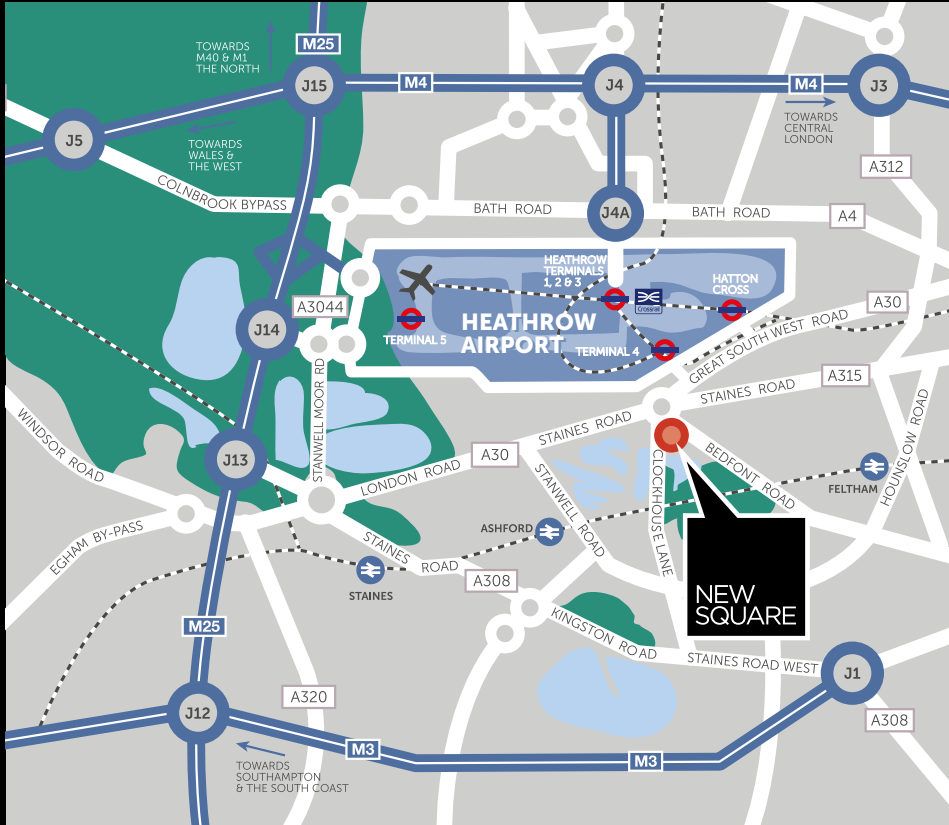 TOWARDS
M40 & M1
THE NORTH
M25
J15
M4
J4
M4
J3
TOWARDS
CENTRAL
LONDON
J5
TOWARDS
WALES &
THE WEST
A312
COLNBROOK BYPASS
BATH ROAD
J4A
BATH ROAD
A4
HEATHROW
TERMINALS
1, 2 & 3
HATTON
CROSS
Crossrail
A3044
A30
J14
TERMINAL 5
HEATHROW
AIRPORT
TERMINAL 4
GREAT SOUTH WEST ROAD
STANWELL MOOR RD
STAINES ROAD
A315
WINDSOR ROAD
STAINES ROAD
HOUNSLOW ROAD
J13
LONDON ROAD
A30
STANWELL ROAD
CLOCKHOUSE LANE
BEDFONT ROAD
FELTHAM
EGHAM BY-PASS
ASHFORD
STAINES
ROAD
A308
STAINES
NEW
SQUARE
M25
KINGSTON ROAD
STAINES ROAD WEST
J1
A320
J12
A308
M3
M3
TOWARDS
SOUTHAMPTON
& THE SOUTH COAST